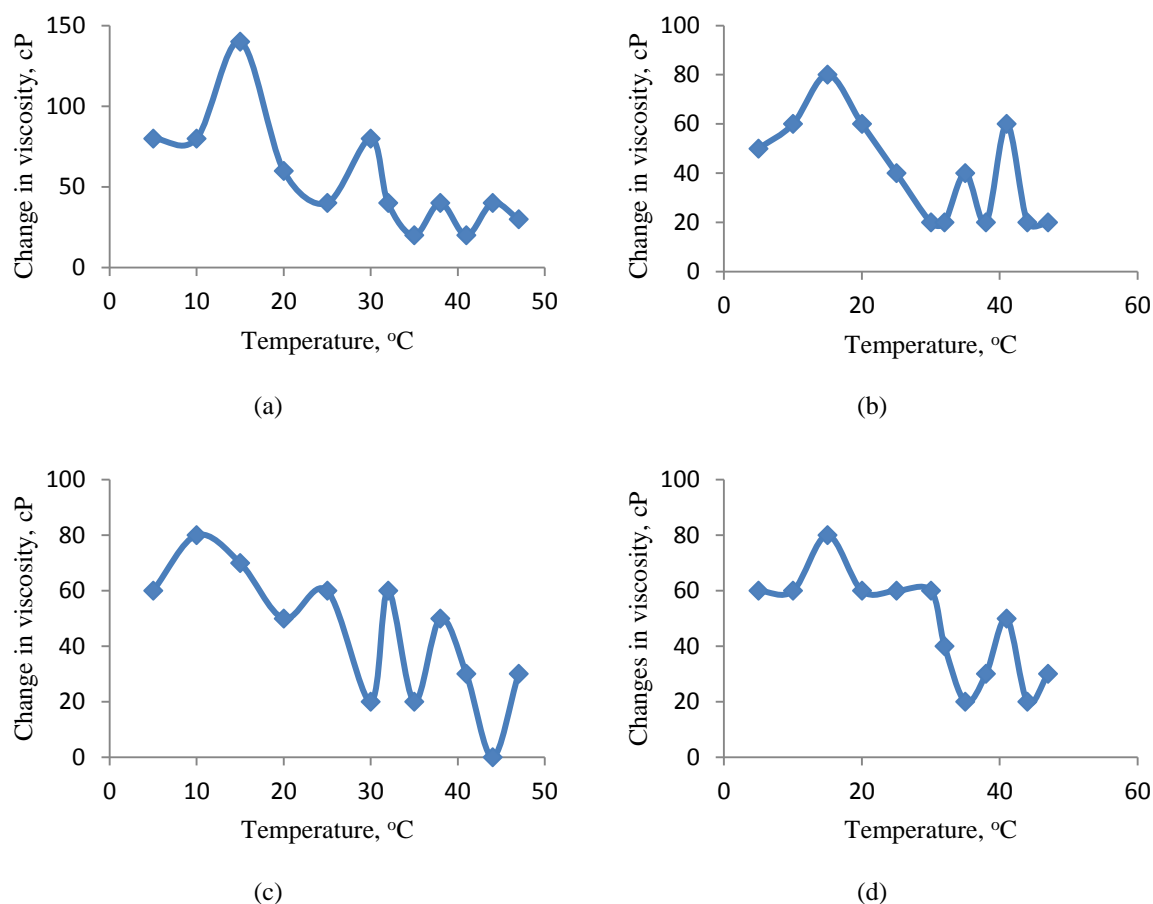 Change in viscosity, cP
150
100
50
0
0 10 20 30 40 50
Temperature, °C
(a)
Change in viscosity, cP
100
80
60
40
20
0
0 20 40 60
Temperature, °C
(b)
Change in viscosity, cP
100
80
60
40
20
0
0 10 20 30 40 50
Temperature, °C
(c)
Changes in viscosity, cP
100
80
60
40
20
0
0 20 40 60
Temperature, °C
(d)